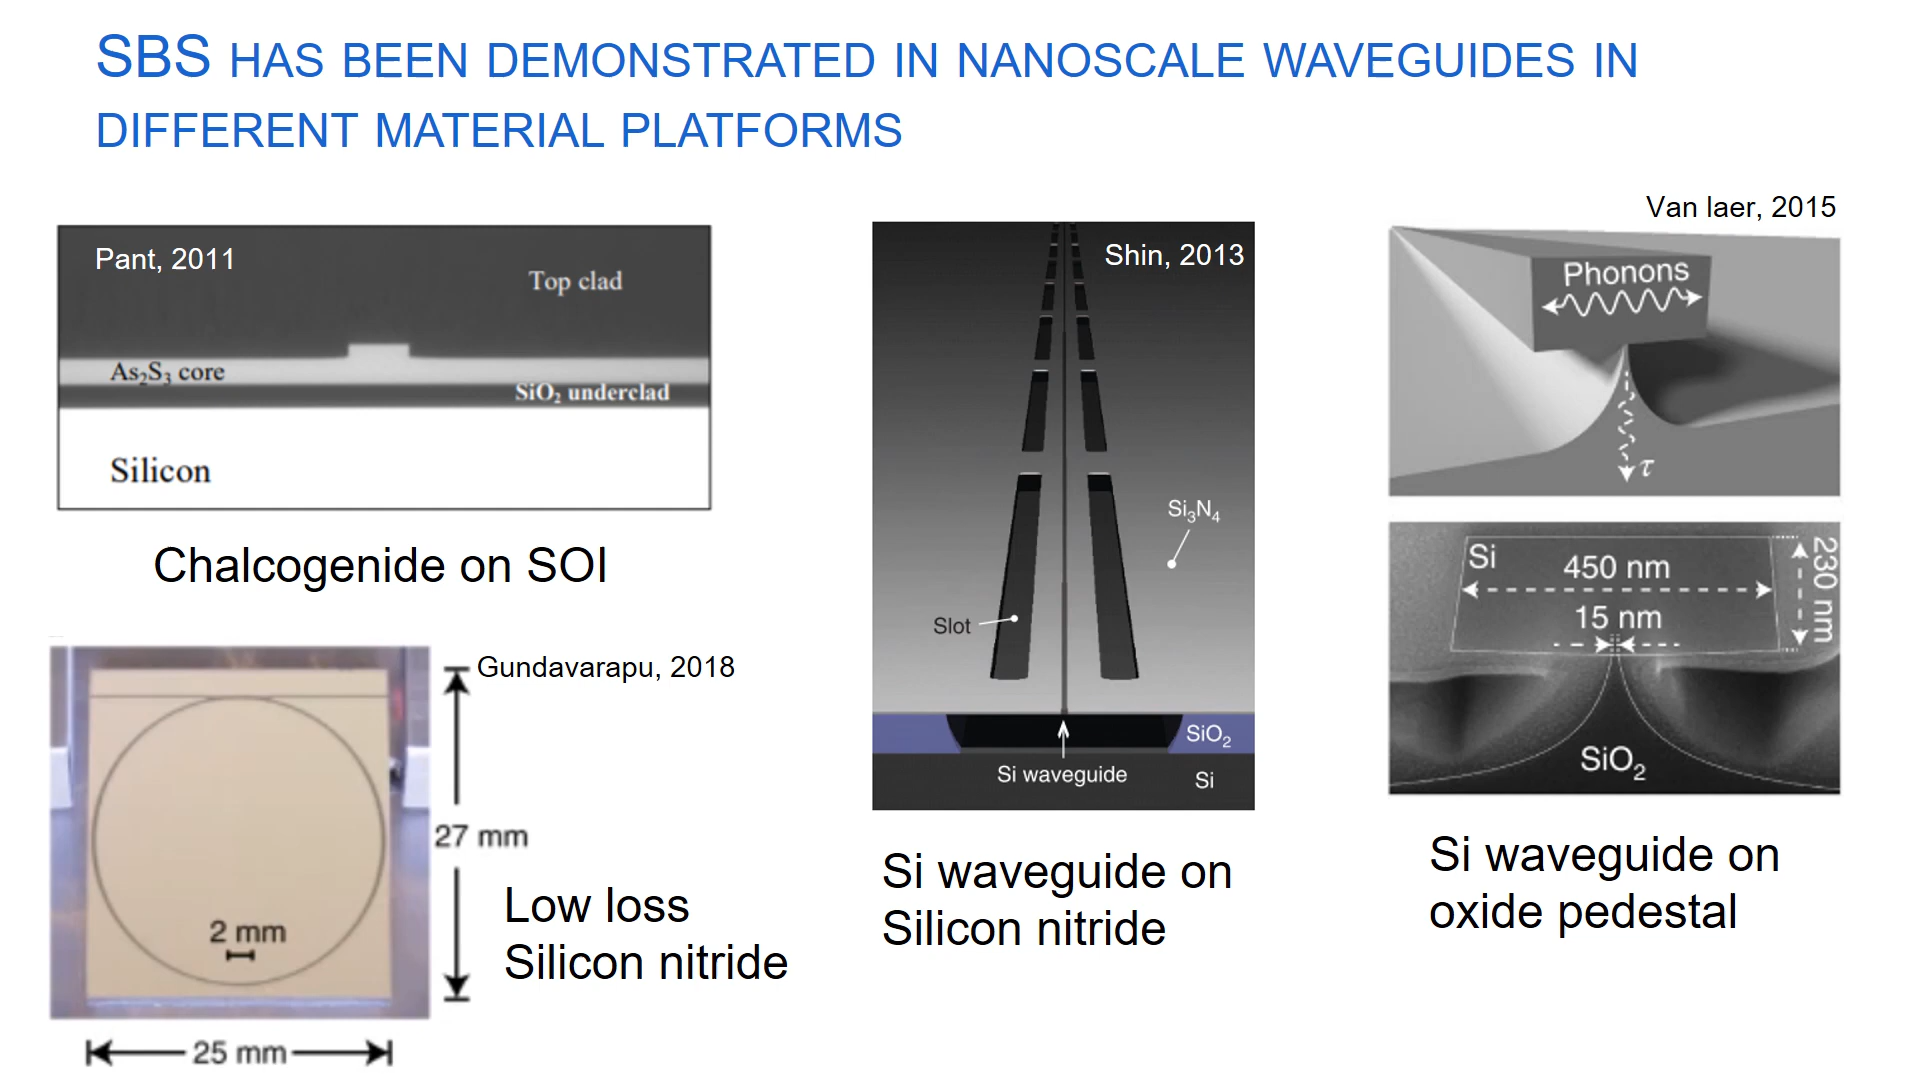 SBS HAS BEEN DEMONSTRATED IN NANOSCALE WAVEGUIDES IN
DIFFERENT MATERIAL PLATFORMS
Pant, 2011
Top clad
As₂S₃ core
SiO₂ underclad
Silicon
Chalcogenide on SOI
Gundavarapu, 2018
27 mm
2 mm
25 mm
Low loss
Silicon nitride
Shin, 2013
Si₃N₄
Slot
SiO₂
Si waveguide
Si
Si waveguide on
Silicon nitride
Van laer, 2015
Phonons
τ
Si
450 nm
230 nm
15 nm
SiO₂
Si waveguide on
oxide pedestal